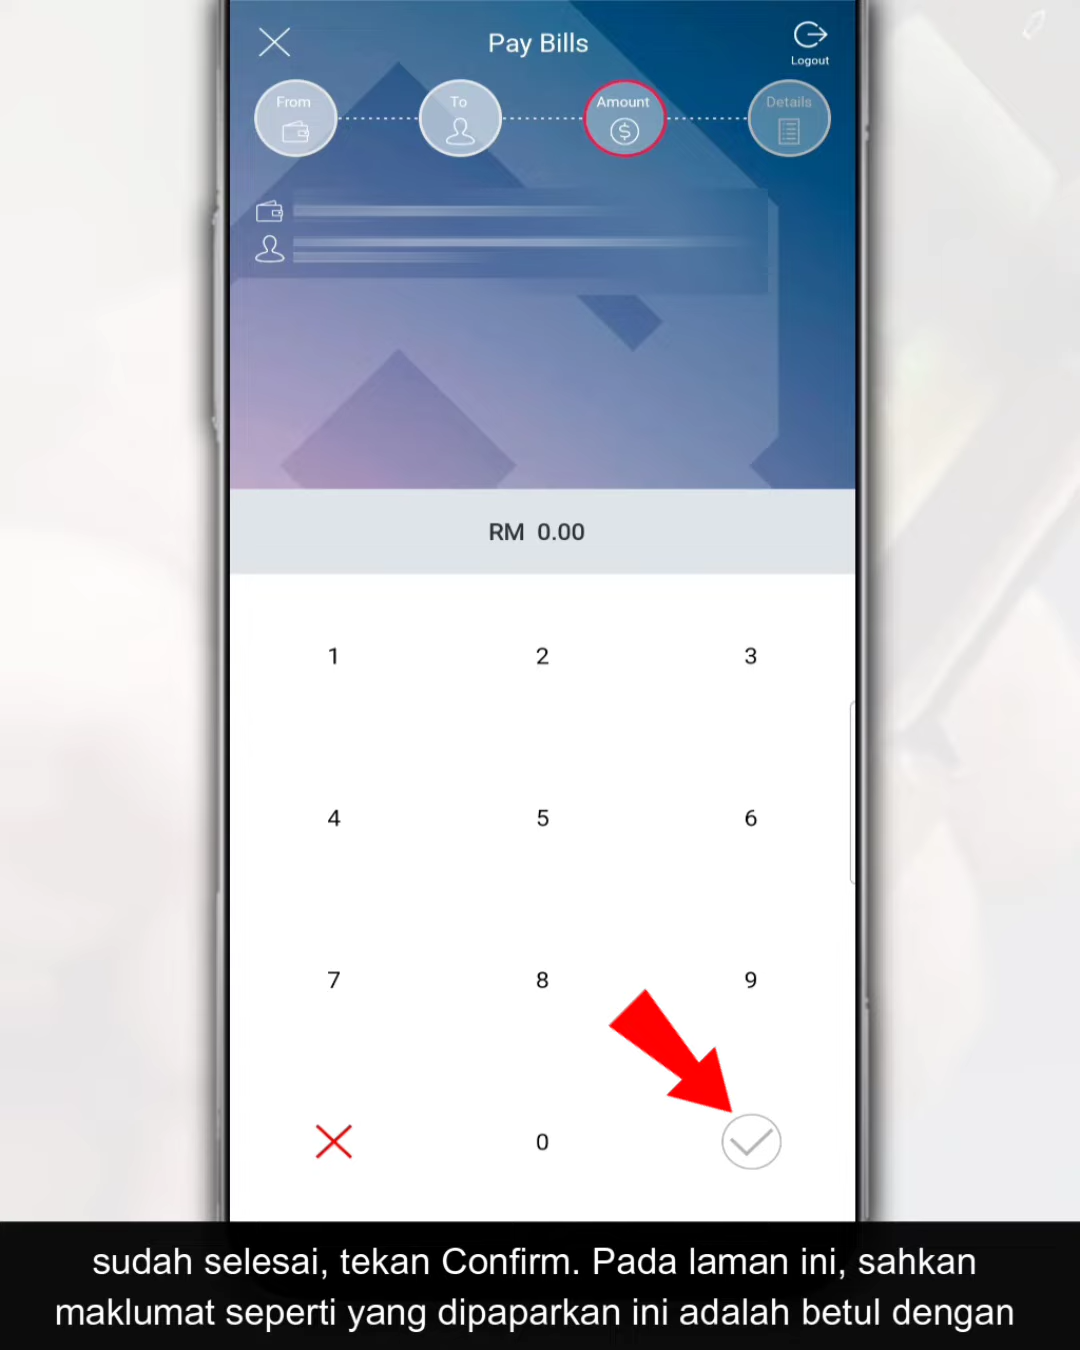 Pay Bills
Logout
From
To
Amount
Details
RM 0.00
1 2 3
4 5 6
7 8 9
0
sudah selesai, tekan Confirm. Pada laman ini, sahkan
maklumat seperti yang dipaparkan ini adalah betul dengan